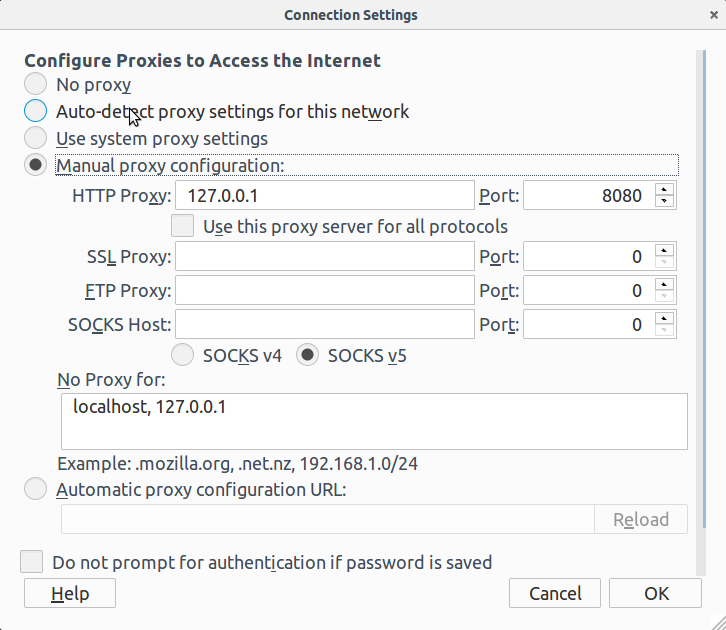 Connection Settings ×
Configure Proxies to Access the Internet
No proxy
Auto-detect proxy settings for this network
Use system proxy settings
Manual proxy configuration:
HTTP Proxy: 127.0.0.1 Port: 8080
Use this proxy server for all protocols
SSL Proxy: Port: 0
FTP Proxy: Port: 0
SOCKS Host: Port: 0
SOCKS v4 SOCKS v5
No Proxy for:
localhost, 127.0.0.1
Example: .mozilla.org, .net.nz, 192.168.1.0/24
Automatic proxy configuration URL:
Reload
Do not prompt for authentication if password is saved
Help Cancel OK